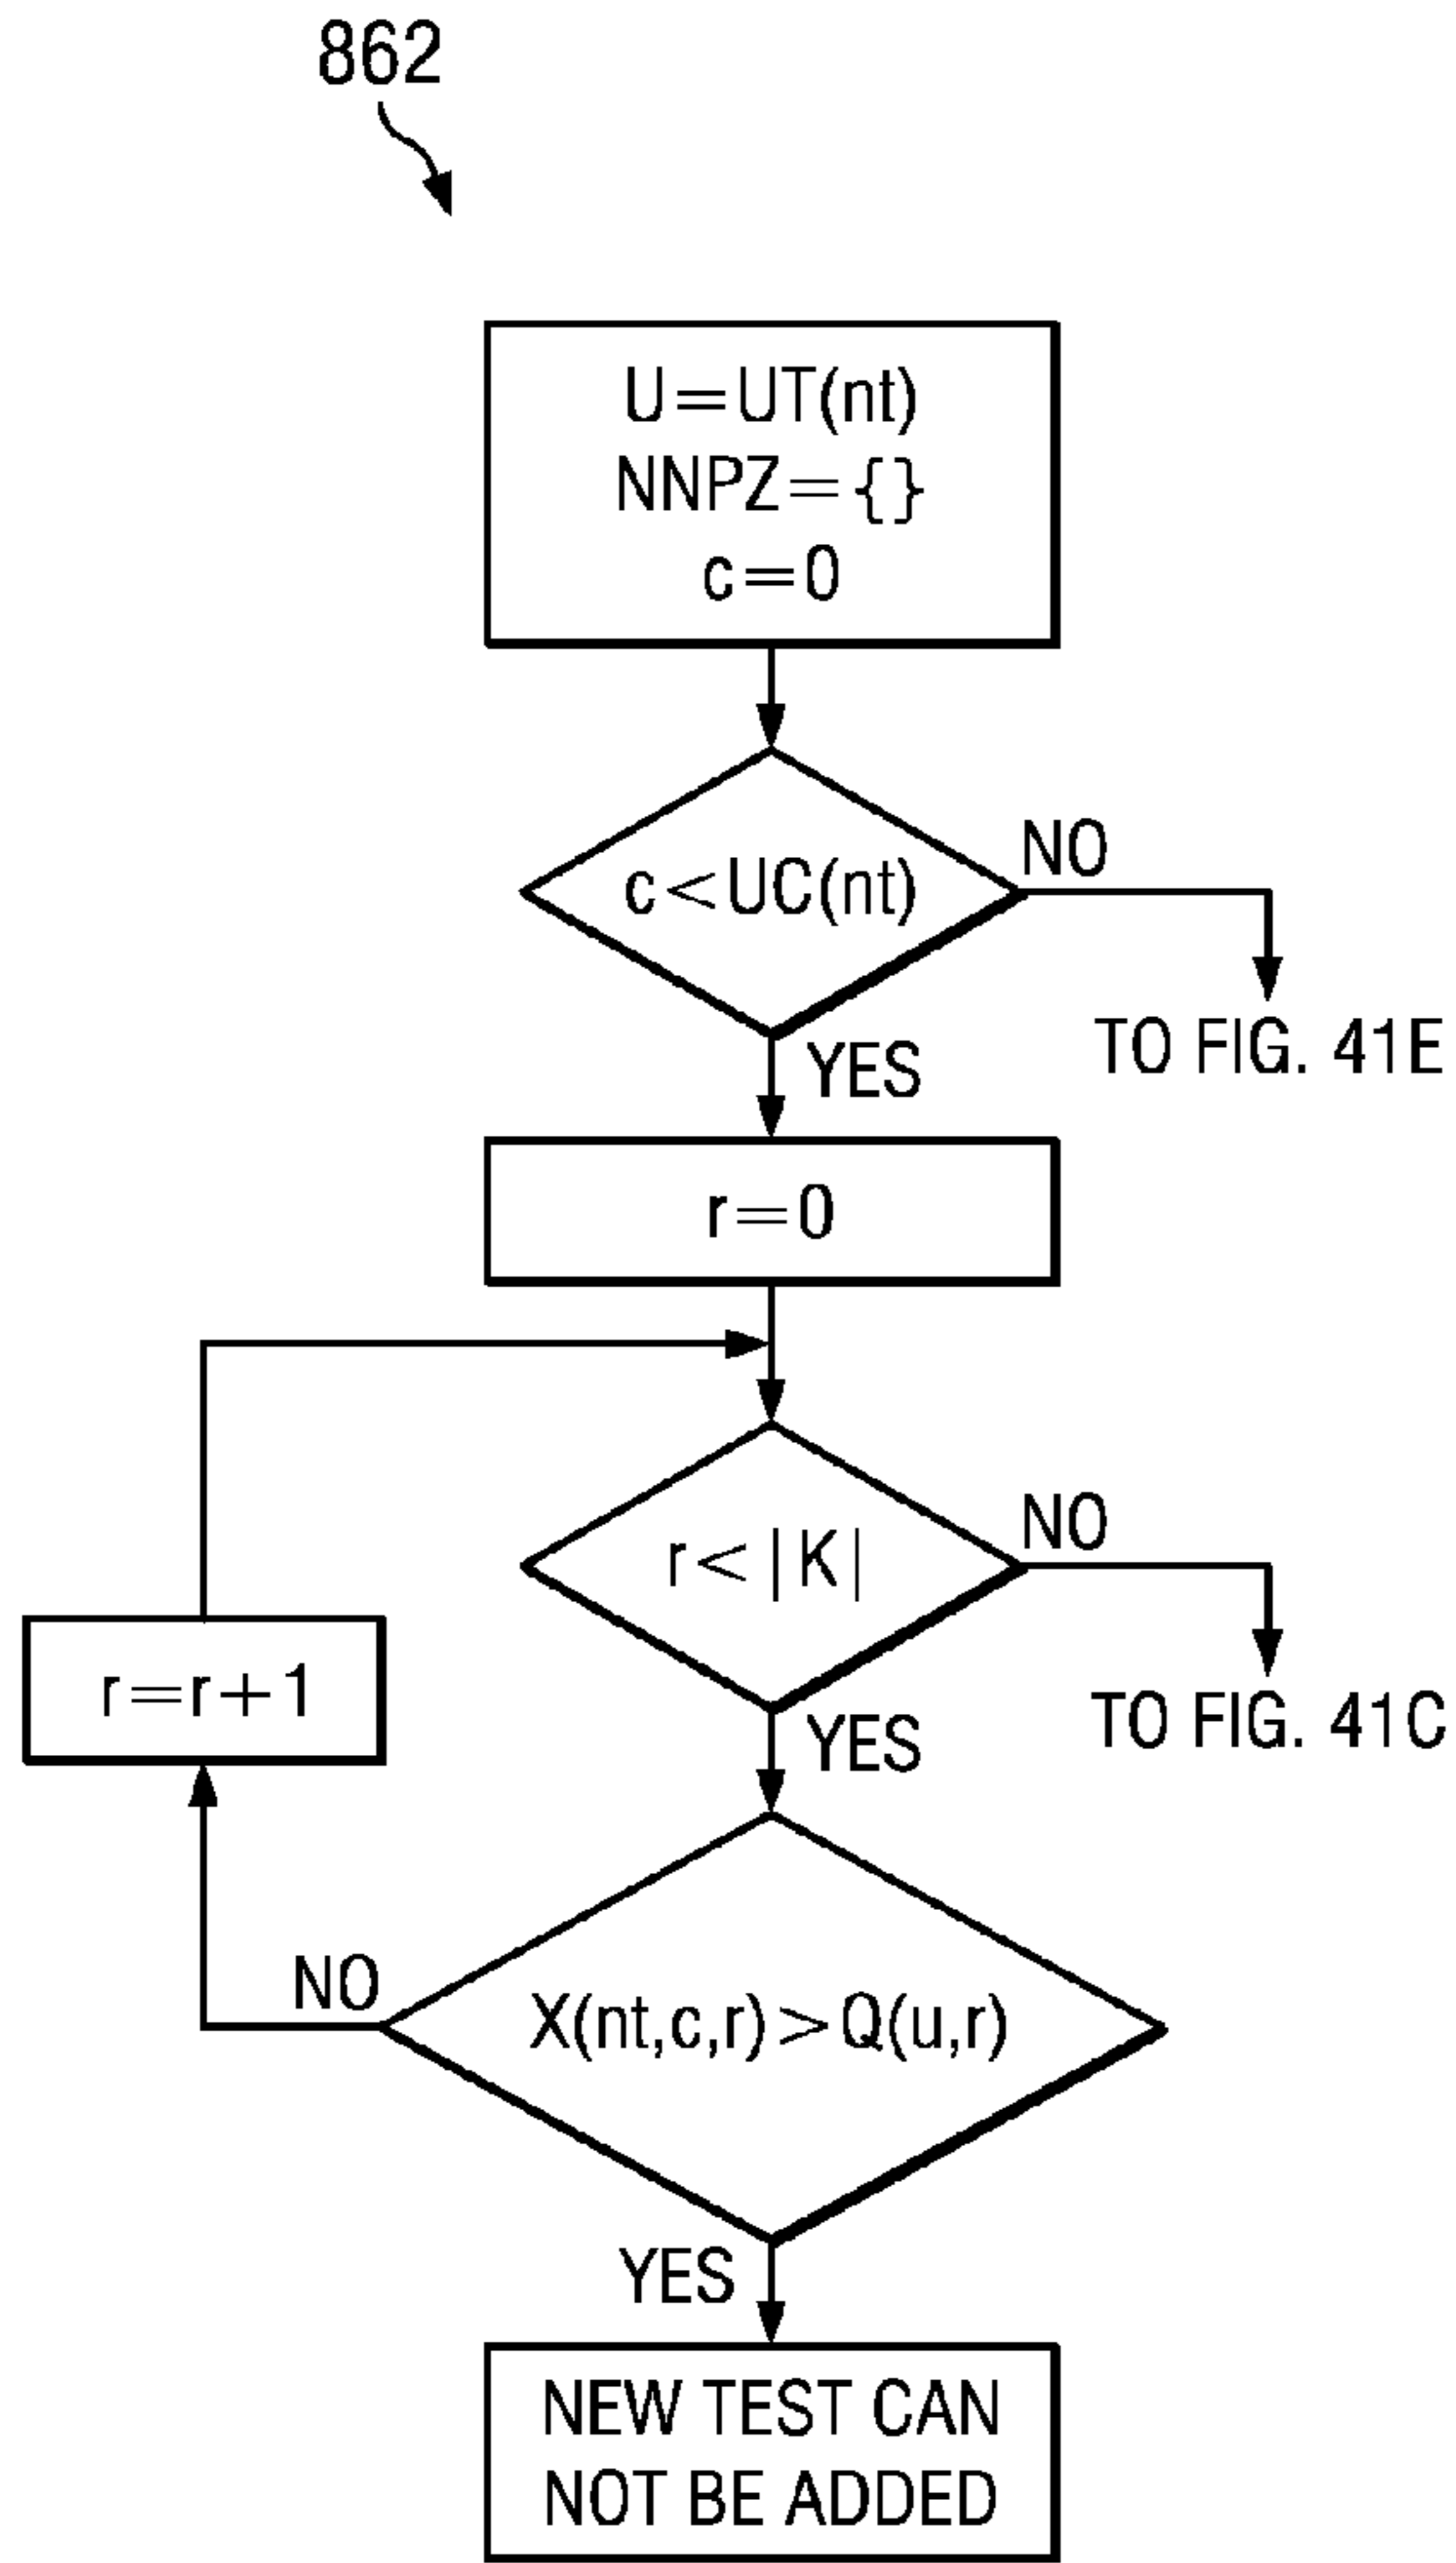 862
U=UT(nt)
NNPZ={}
c=0
c<UC(nt)
NO
TO FIG. 41E
YES
r=0
r<|K|
NO
TO FIG. 41C
YES
r=r+1
NO
X(nt,c,r)>Q(u,r)
YES
NEW TEST CAN
NOT BE ADDED